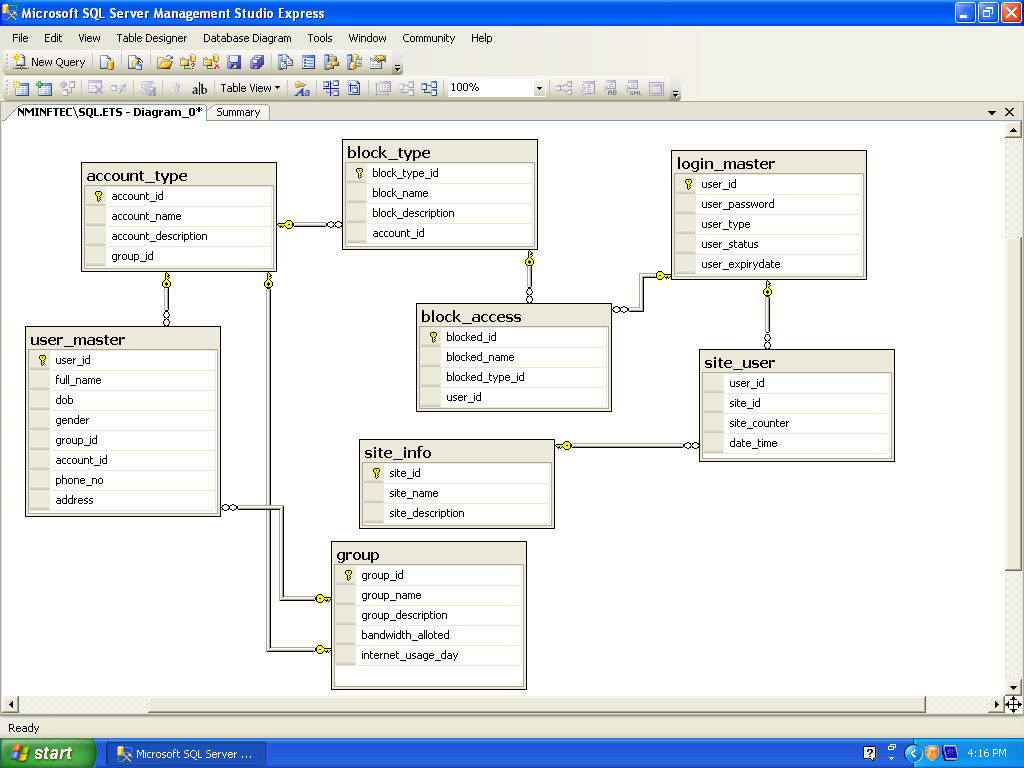 Microsoft SQL Server Management Studio Express
File Edit View Table Designer Database Diagram Tools Window Community Help
New Query
ab Table View 100%
NMINFTEC\SQL.ETS - Diagram_0* Summary
account_type
account_id
account_name
account_description
group_id
block_type
block_type_id
block_name
block_description
account_id
login_master
user_id
user_password
user_type
user_status
user_expirydate
user_master
user_id
full_name
dob
gender
group_id
account_id
phone_no
address
block_access
blocked_id
blocked_name
blocked_type_id
user_id
site_user
user_id
site_id
site_counter
date_time
site_info
site_id
site_name
site_description
group
group_id
group_name
group_description
bandwidth_alloted
internet_usage_day
Ready
start Microsoft SQL Server ... 4:16 PM